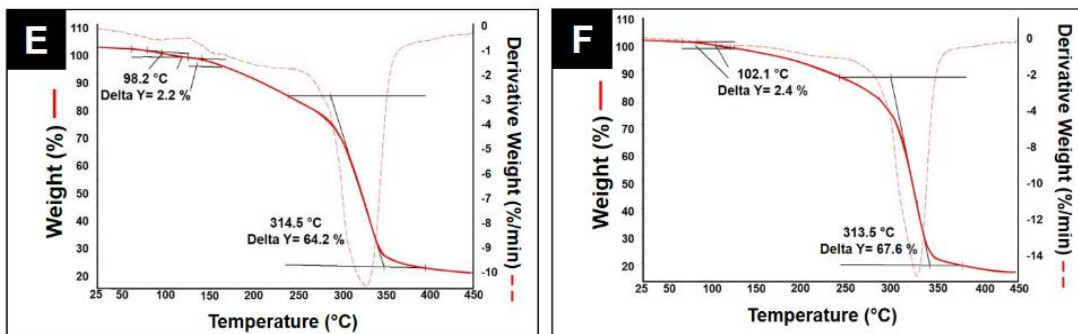 E
110
100
90
80
70
60
50
40
30
20
Weight (%)
98.2 °C
Delta Y= 2.2 %
314.5 °C
Delta Y= 64.2 %
0
-1
-2
-3
-4
-5
-6
-7
-8
-9
-10
Derivative Weight (%/min)
25 50 100 150 200 250 300 350 400 450
Temperature (°C)
F
110
100
90
80
70
60
50
40
30
20
Weight (%)
102.1 °C
Delta Y= 2.4 %
313.5 °C
Delta Y= 67.6 %
0
-2
-4
-6
-8
-10
-12
-14
Derivative Weight (%/min)
25 50 100 150 200 250 300 350 400 450
Temperature (°C)